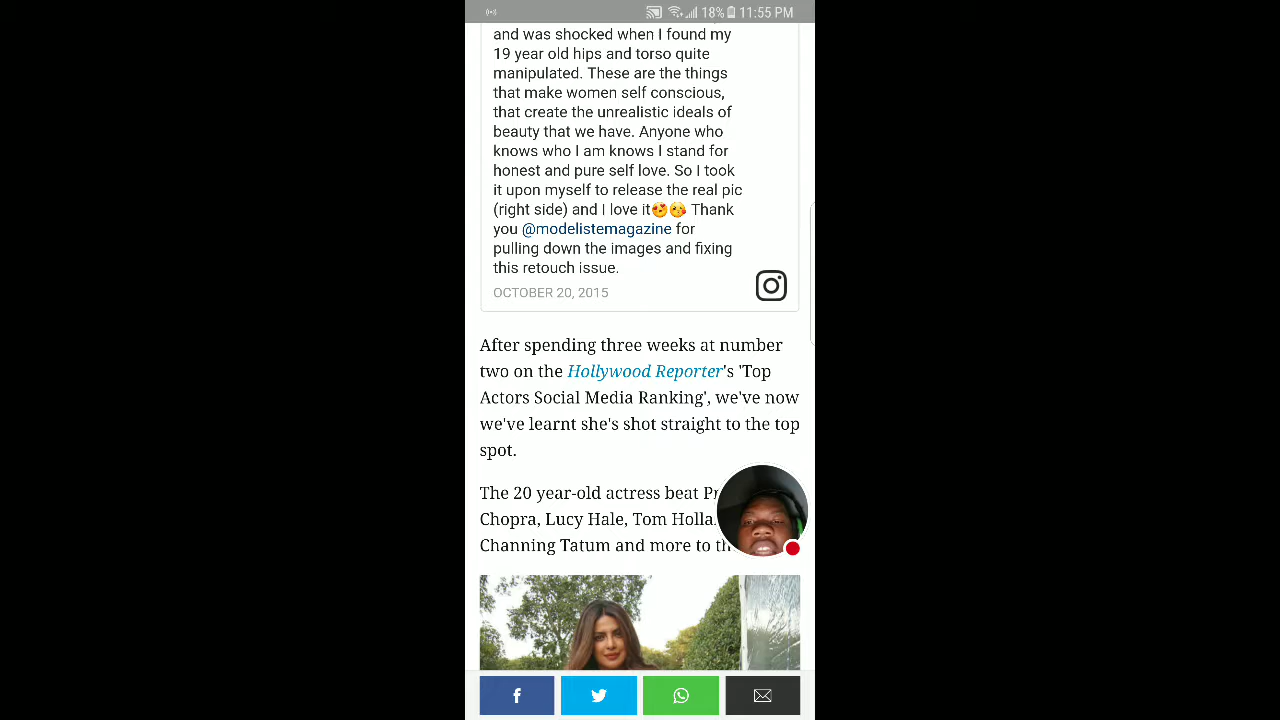 18% 11:55 PM
and was shocked when I found my
19 year old hips and torso quite
manipulated. These are the things
that make women self conscious,
that create the unrealistic ideals of
beauty that we have. Anyone who
knows who I am knows I stand for
honest and pure self love. So I took
it upon myself to release the real pic
(right side) and I love it😍😋 Thank
you @modelistemagazine for
pulling down the images and fixing
this retouch issue.
OCTOBER 20, 2015
After spending three weeks at number
two on the Hollywood Reporter's 'Top
Actors Social Media Ranking', we've now
we've learnt she's shot straight to the top
spot.
The 20 year-old actress beat
Chopra, Lucy Hale, Tom
Channing Tatum and more to